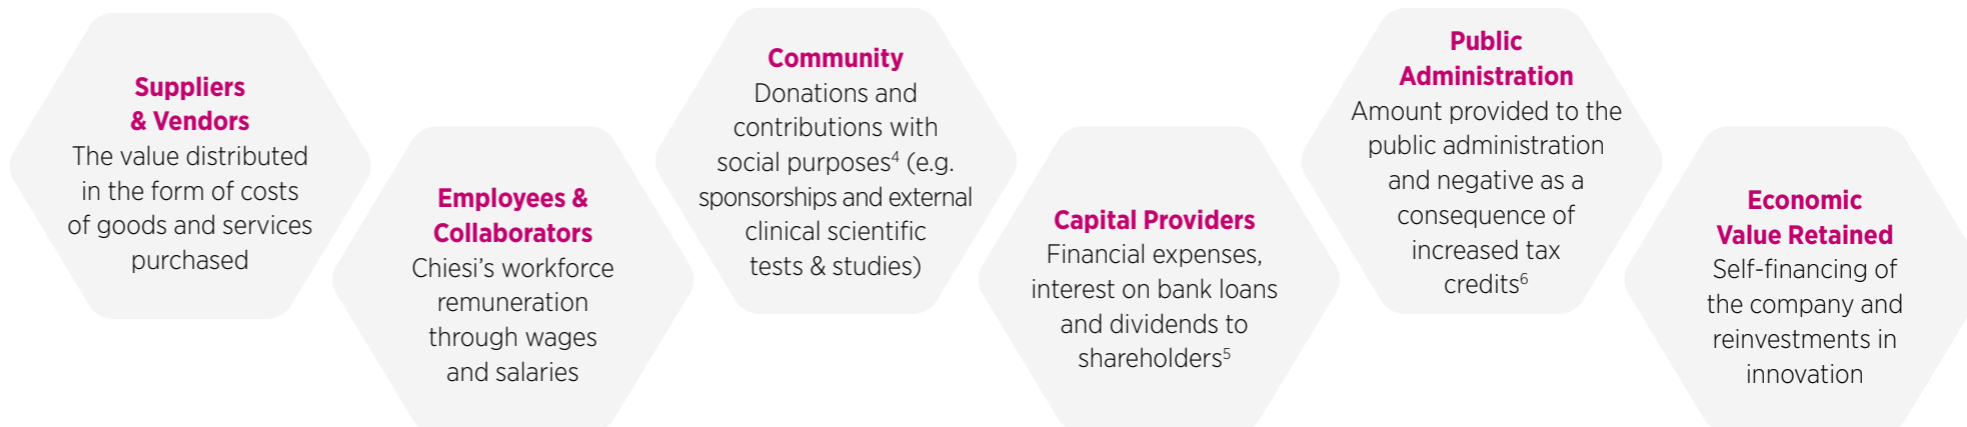 Suppliers
& Vendors
The value distributed
in the form of costs
of goods and services
purchased
Employees &
Collaborators
Chiesi’s workforce
remuneration
through wages
and salaries
Community
Donations and
contributions with
social purposes⁴ (e.g.
sponsorships and external
clinical scientific
tests & studies)
Capital Providers
Financial expenses,
interest on bank loans
and dividends to
shareholders⁵
Public
Administration
Amount provided to the
public administration
and negative as a
consequence of
increased tax
credits⁶
Economic
Value Retained
Self-financing of
the company and
reinvestments in
innovation